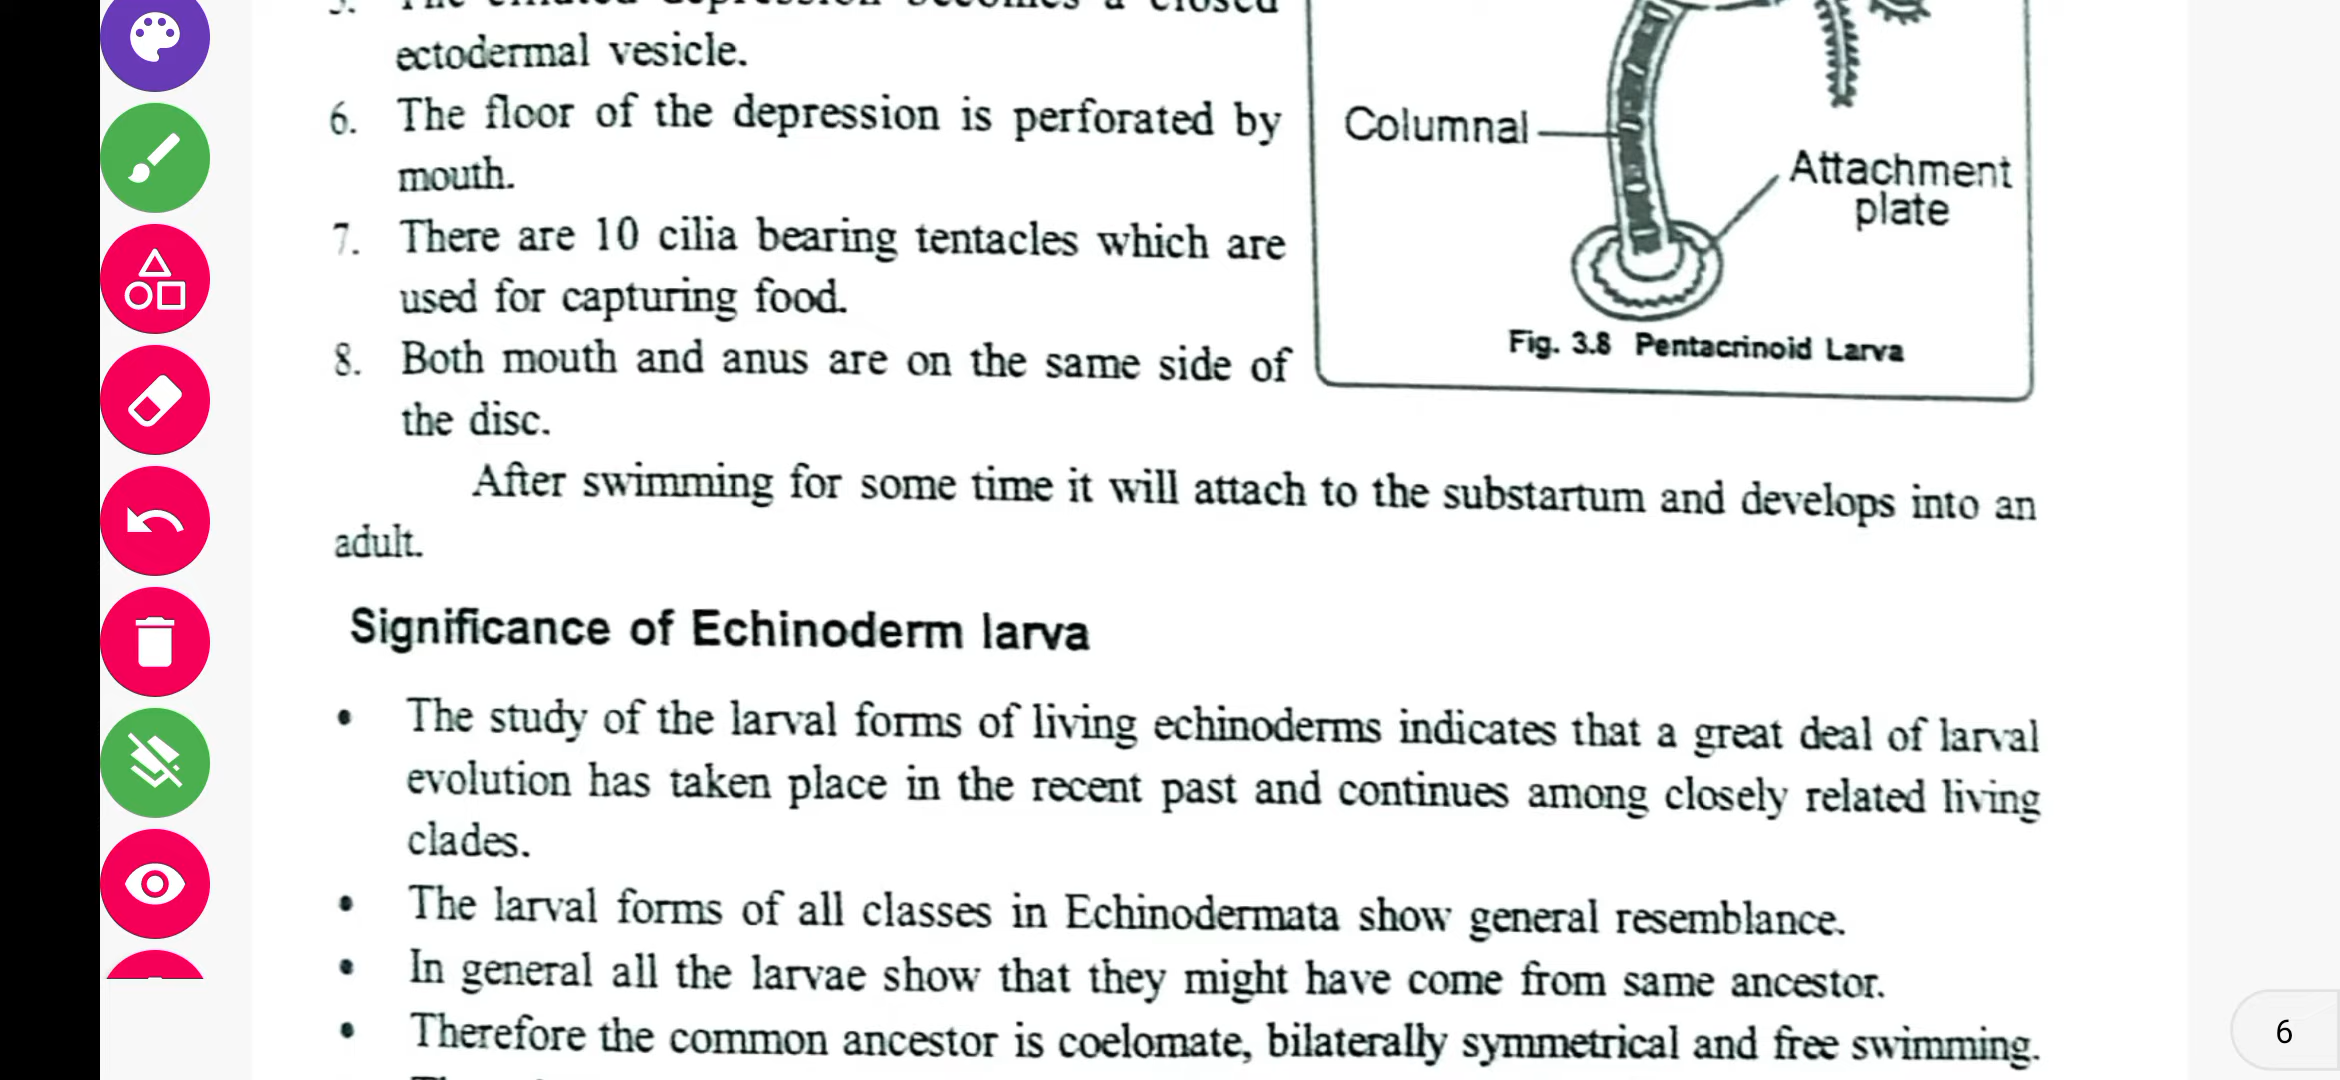 5. The ciliated depression becomes a closed
ectodermal vesicle.
6. The floor of the depression is perforated by
mouth.
7. There are 10 cilia bearing tentacles which are
used for capturing food.
8. Both mouth and anus are on the same side of
the disc.
Columnal
Attachment
plate
Fig. 3.8 Pentacrinoid Larva
After swimming for some time it will attach to the substartum and develops into an
adult.
Significance of Echinoderm larva
• The study of the larval forms of living echinoderms indicates that a great deal of larval
evolution has taken place in the recent past and continues among closely related living
clades.
• The larval forms of all classes in Echinodermata show general resemblance.
• In general all the larvae show that they might have come from same ancestor.
• Therefore the common ancestor is coelomate, bilaterally symmetrical and free swimming.
6